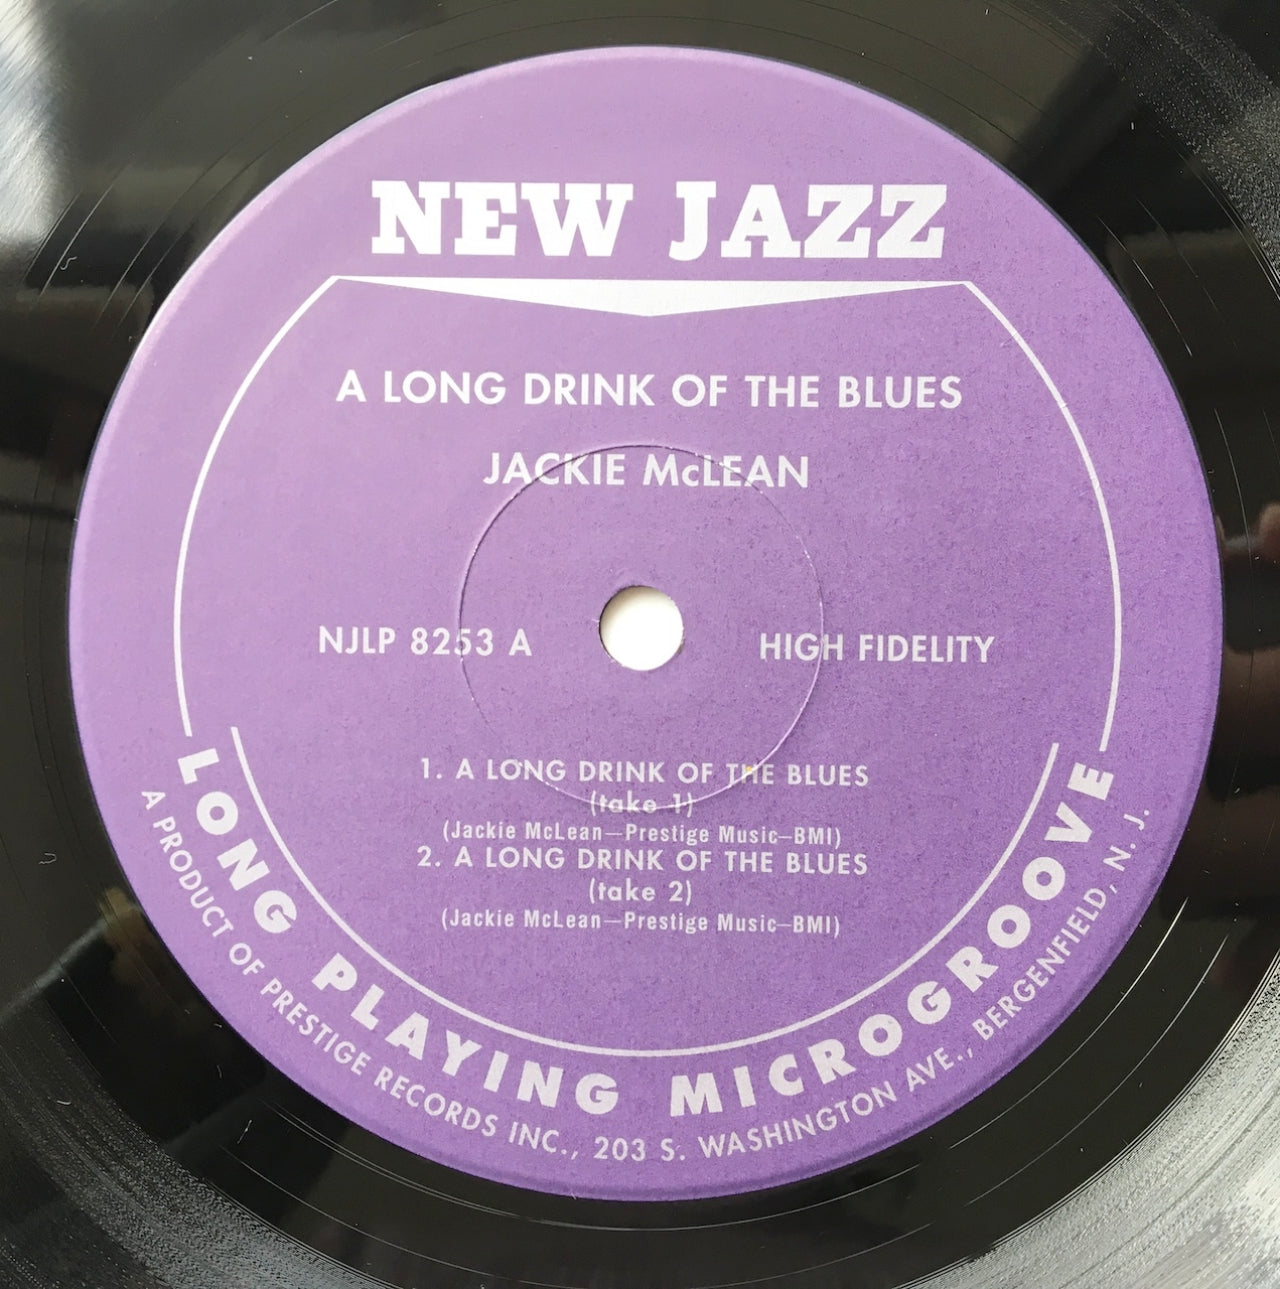 NEW JAZZ
A LONG DRINK OF THE BLUES
JACKIE McLEAN
NJLP 8253 A
HIGH FIDELITY
1. A LONG DRINK OF THE BLUES
(take 1)
(Jackie McLean—Prestige Music—BMI)
2. A LONG DRINK OF THE BLUES
(take 2)
(Jackie McLean—Prestige Music—BMI)
LONG PLAYING MICROGROOVE
A PRODUCT OF PRESTIGE RECORDS INC., 203 S. WASHINGTON AVE., BERGENFIELD, N. J.